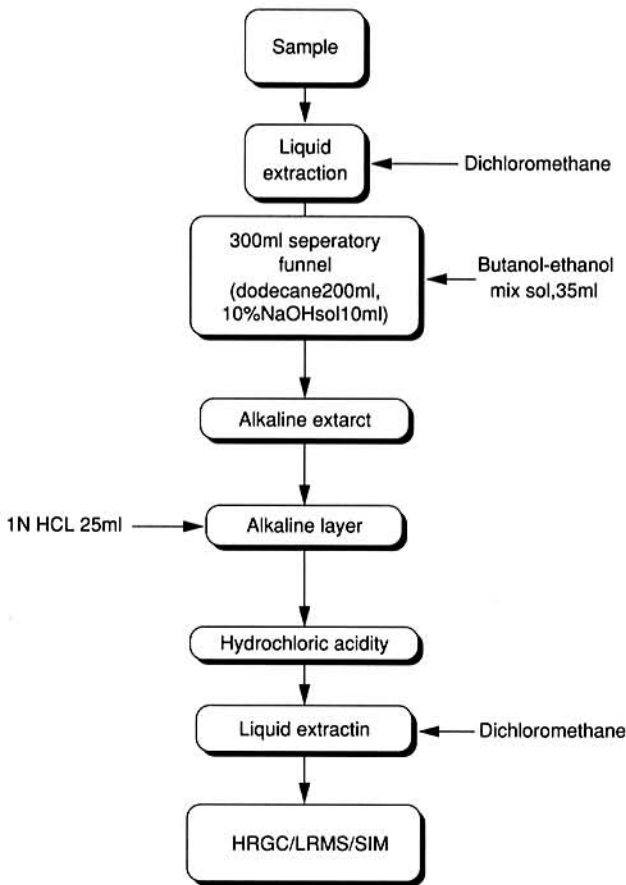 Sample
Liquid
extraction
Dichloromethane
300ml seperatory
funnel
(dodecane200ml,
10%NaOHsol10ml)
Butanol-ethanol
mix sol,35ml
Alkaline extarct
1N HCL 25ml
Alkaline layer
Hydrochloric acidity
Liquid extractin
Dichloromethane
HRGC/LRMS/SIM